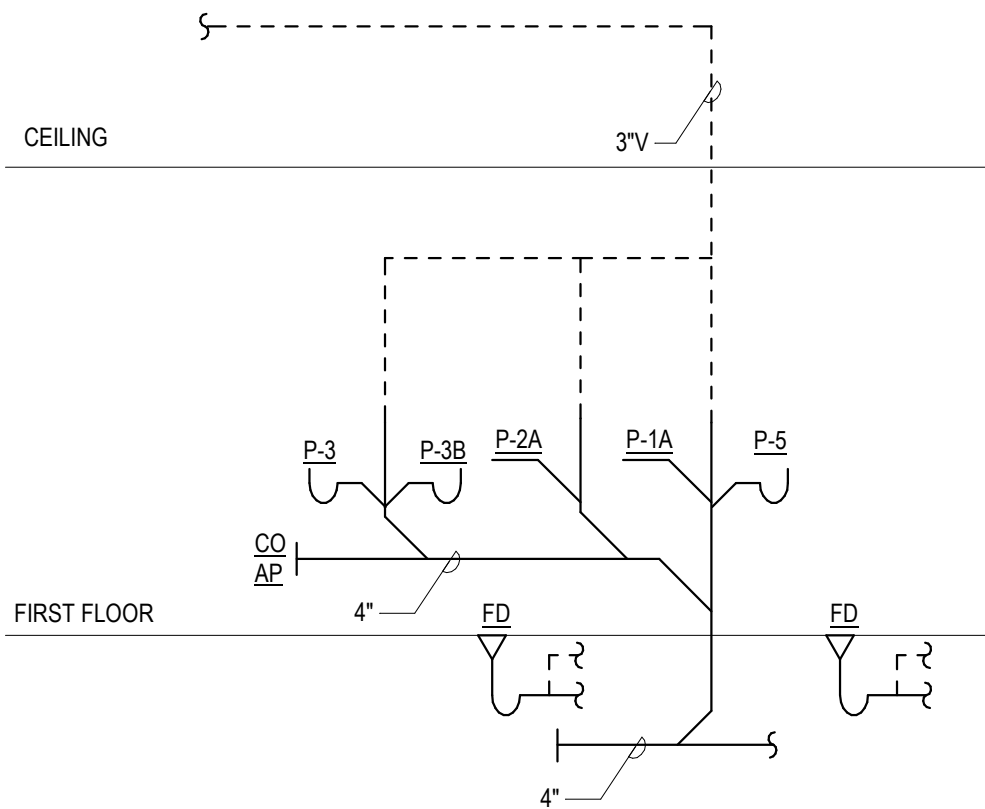 CEILING
3"V
P-3
P-3B
P-2A
P-1A
P-5
CO
AP
4"
FIRST FLOOR
FD
FD
4"